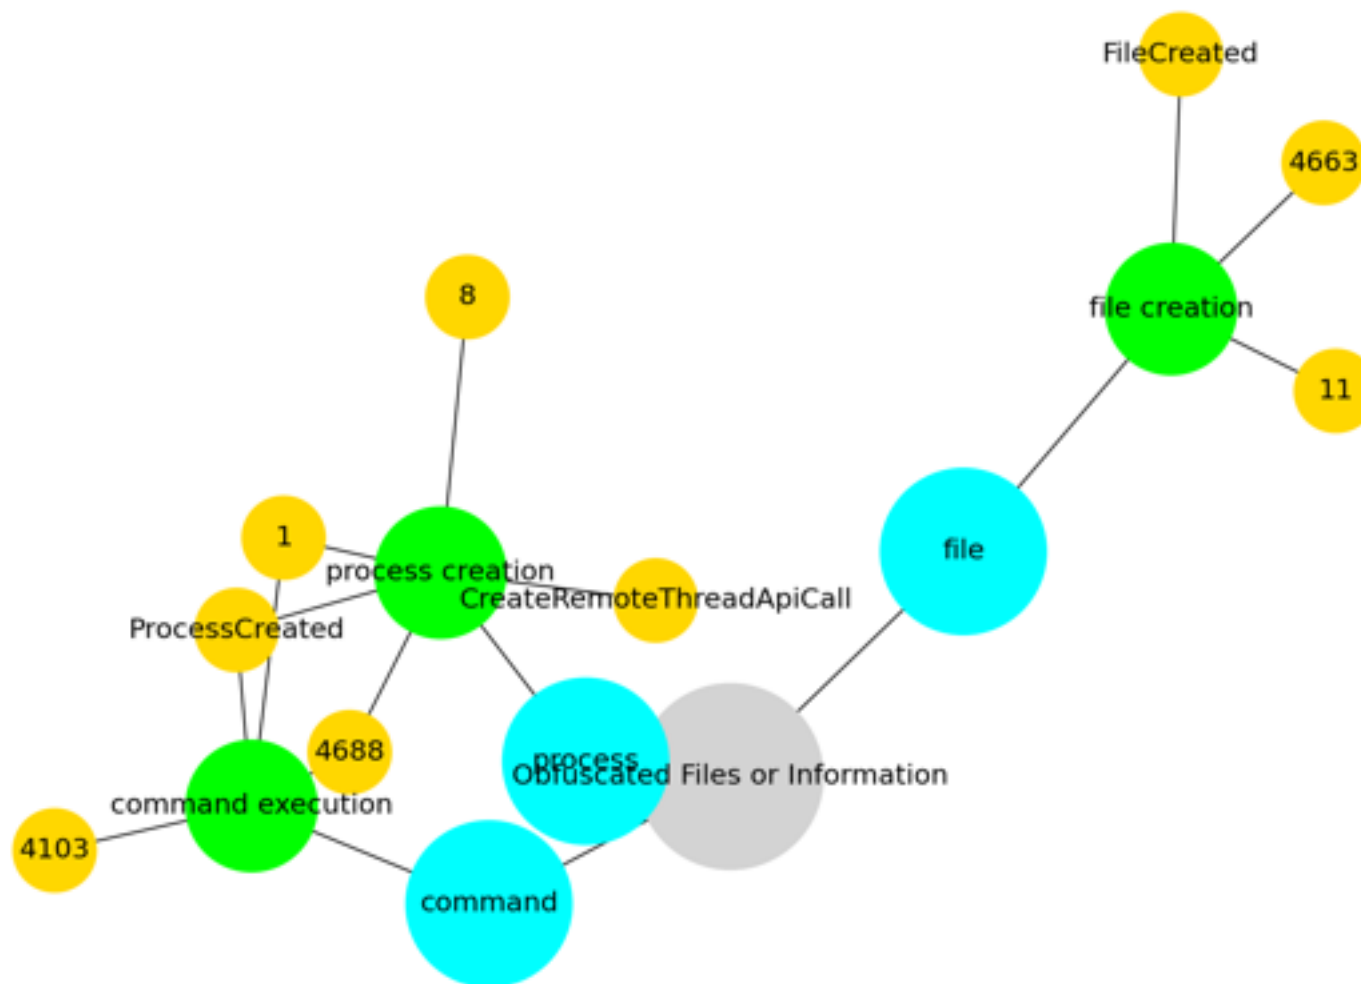 FileCreated
4663
8
file creation
11
1
file
process creation
CreateRemoteThreadApiCall
ProcessCreated
4688
process
Obfuscated Files or Information
command execution
4103
command